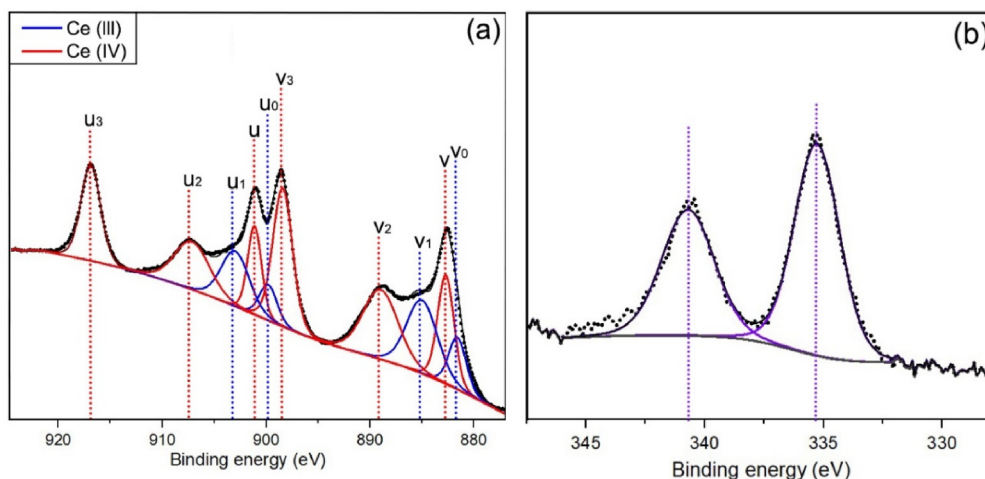 Ce (III)
Ce (IV)
(a)
u3
u2
u1
u
u0
v3
v2
v1
v
v0
920
910
900
890
880
Binding energy (eV)
(b)
345
340
335
330
Binding energy (eV)